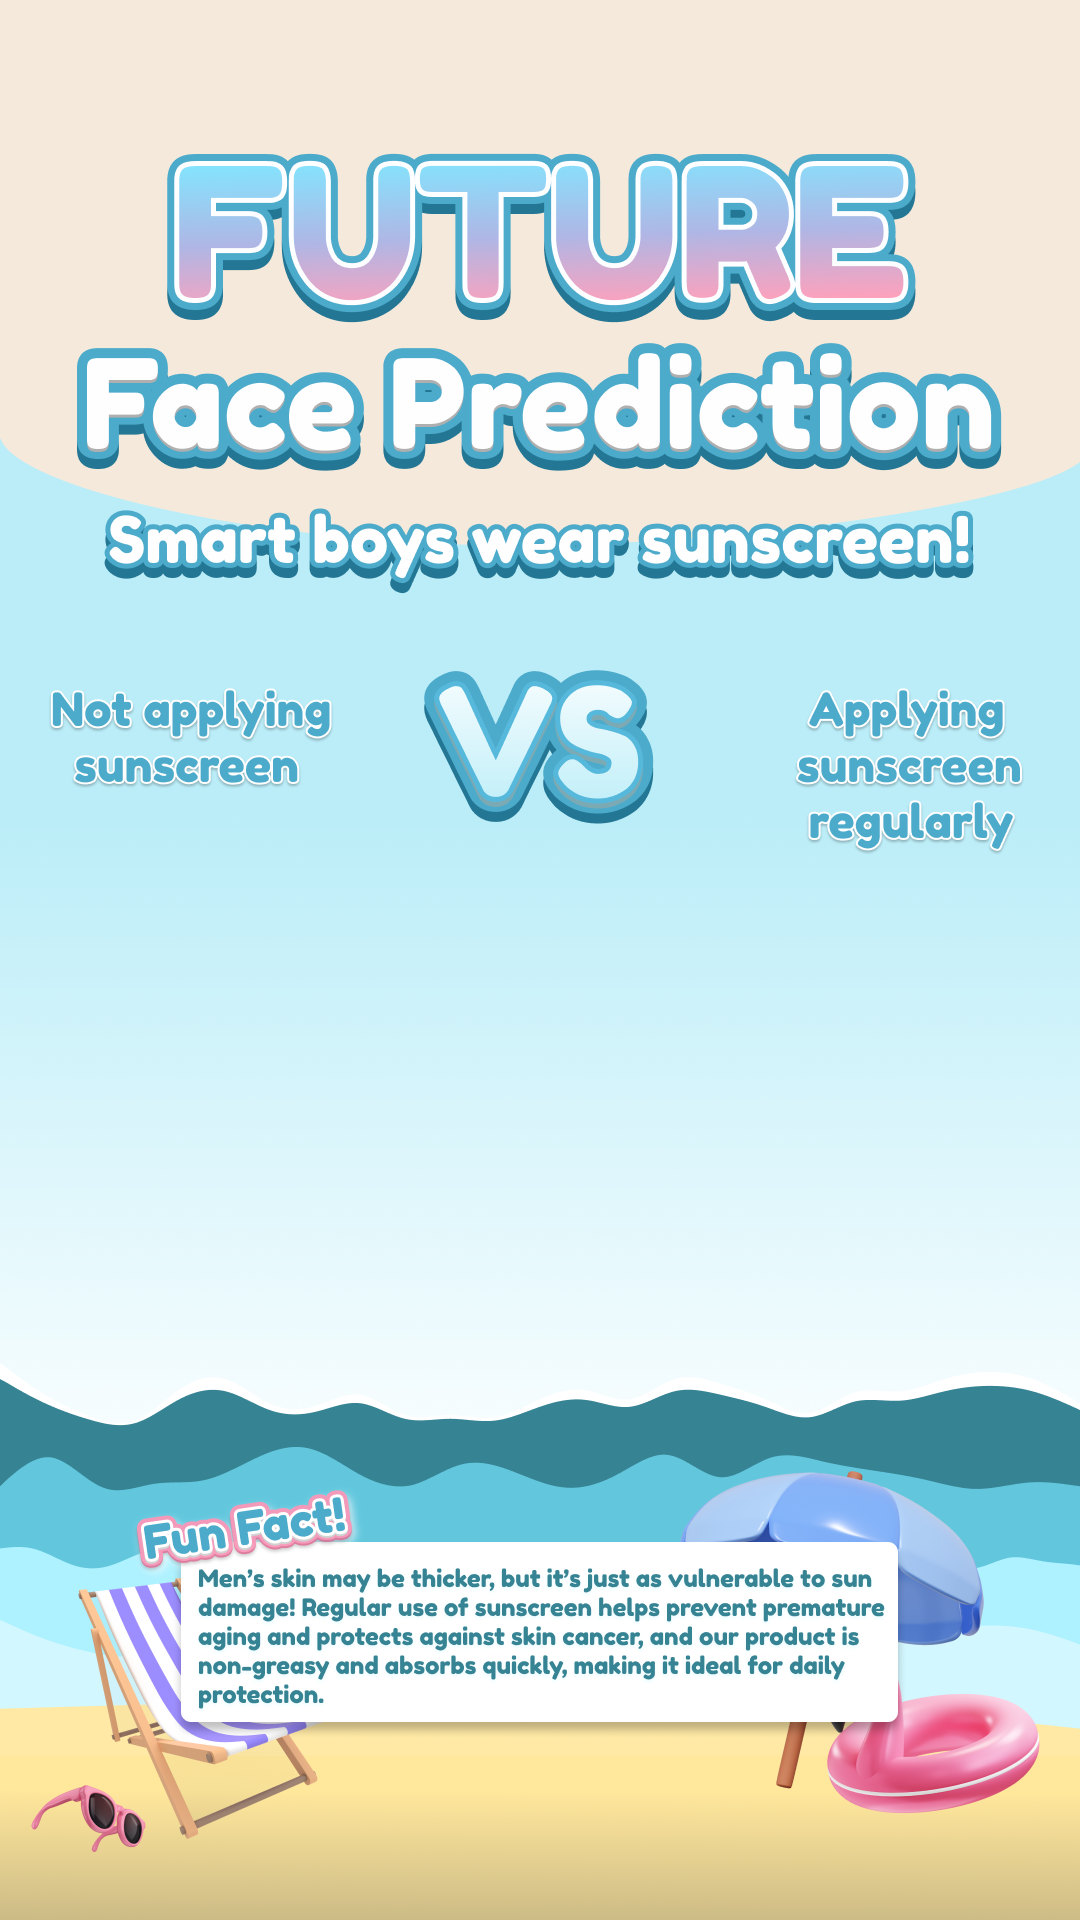 FUTURE
Face Prediction
Smart boys wear sunscreen!
Not applying
sunscreen
VS
Applying
sunscreen
regularly
Fun Fact!
Men’s skin may be thicker, but it’s just as vulnerable to sun
damage! Regular use of sunscreen helps prevent premature
aging and protects against skin cancer, and our product is
non-greasy and absorbs quickly, making it ideal for daily
protection.